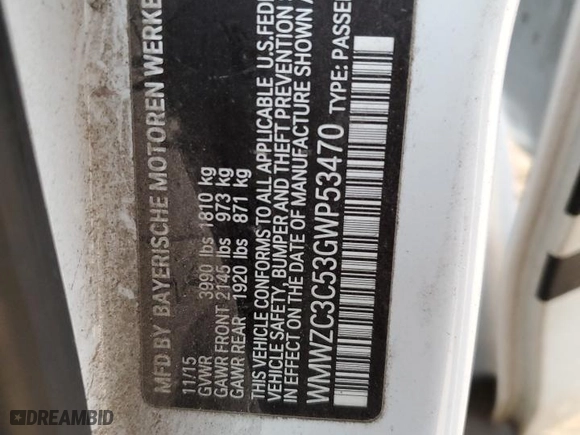 MFD BY BAYERISCHE MOTOREN WERKE
11/15
GVWR 3990 lbs 1810 kg
GAWR FRONT 2145 lbs 973 kg
GAWR REAR 1920 lbs 871 kg
THIS VEHICLE CONFORMS TO ALL APPLICABLE U.S.FEDE
VEHICLE SAFETY, BUMPER AND THEFT PREVENTION S
IN EFFECT ON THE DATE OF MANUFACTURE SHOWN A
WMWZC3C53GWP53470 TYPE: PASSE
DREAMBID